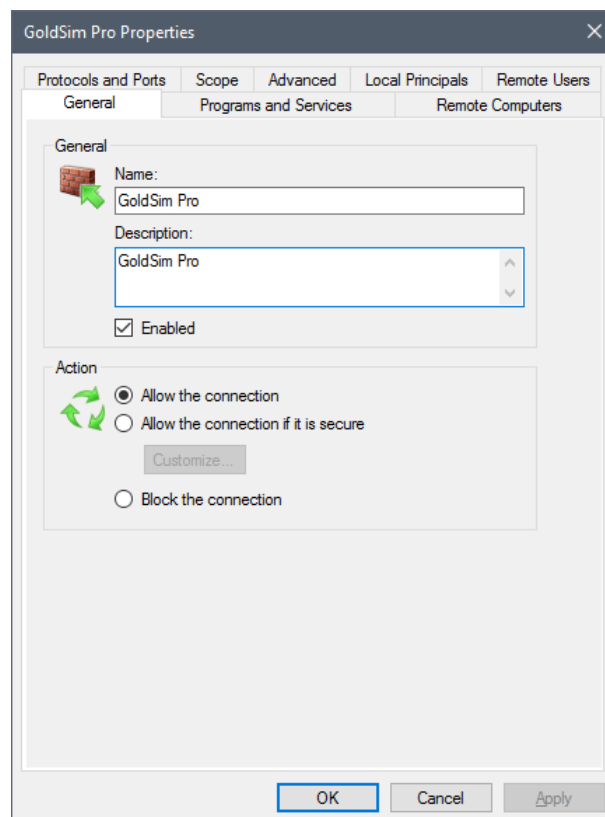 GoldSim Pro Properties
Protocols and Ports Scope Advanced Local Principals Remote Users
General Programs and Services Remote Computers
General
Name:
GoldSim Pro
Description:
GoldSim Pro
Enabled
Action
Allow the connection
Allow the connection if it is secure
Customize...
Block the connection
OK Cancel Apply